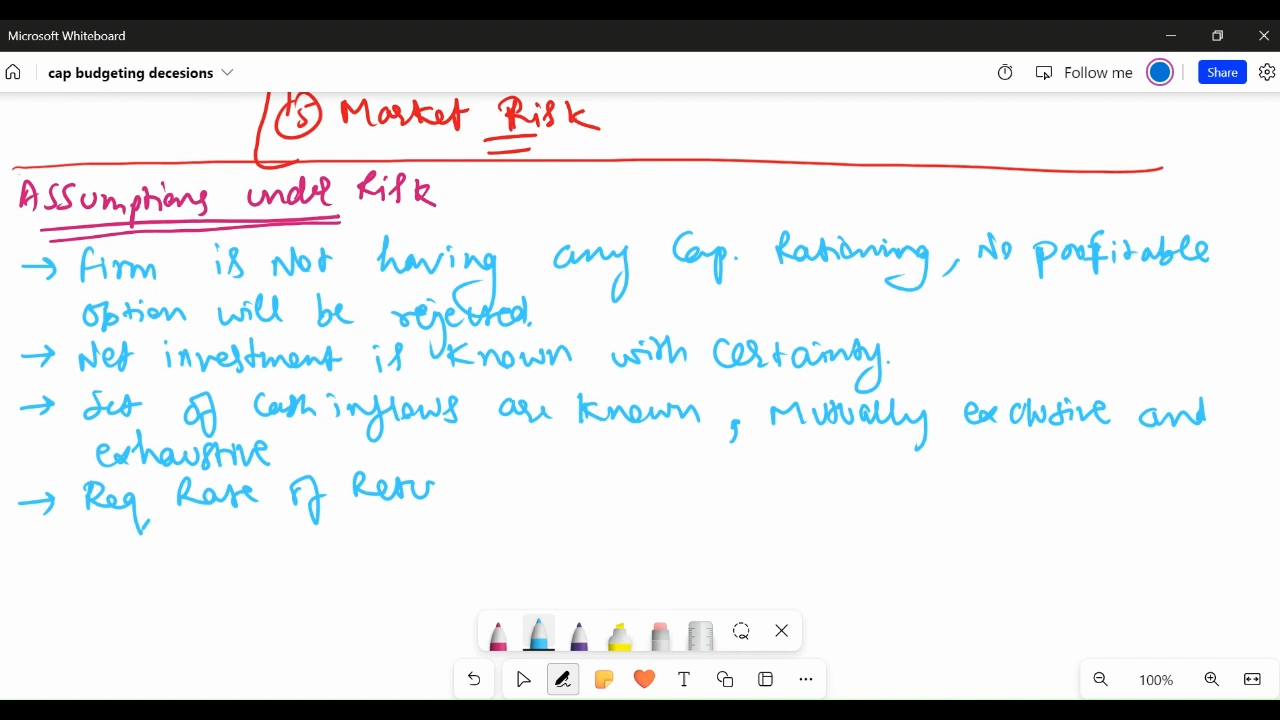 Microsoft Whiteboard
cap budgeting decesions
Follow me
Share
15 Market Risk
Assumptions under Risk
→ Firm is Not having any Cap. Rationing, No profitable
option will be rejected.
→ Net investment is known with certainty.
→ Set of Cash inflows are known, Mutually exclusive and
exhaustive
→ Req Rate of Retu
T
100%